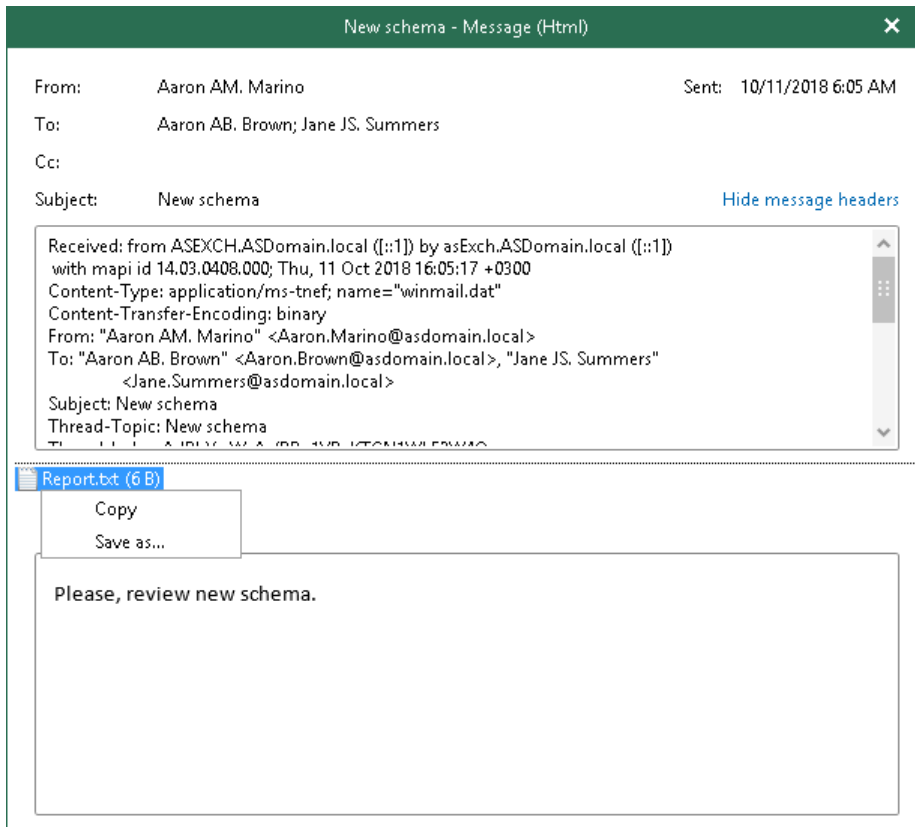 New schema - Message (Html)
From: Aaron AM. Marino Sent: 10/11/2018 6:05 AM
To: Aaron AB. Brown; Jane JS. Summers
Cc:
Subject: New schema Hide message headers
Received: from ASEXCH.ASDomain.local ([::1]) by asExch.ASDomain.local ([::1])
with mapi id 14.03.0408.000; Thu, 11 Oct 2018 16:05:17 +0300
Content-Type: application/ms-tnef; name="winmail.dat"
Content-Transfer-Encoding: binary
From: "Aaron AM. Marino" <Aaron.Marino@asdomain.local>
To: "Aaron AB. Brown" <Aaron.Brown@asdomain.local>, "Jane JS. Summers"
<Jane.Summers@asdomain.local>
Subject: New schema
Thread-Topic: New schema
Report.txt (6 B)
Copy
Save as...
Please, review new schema.